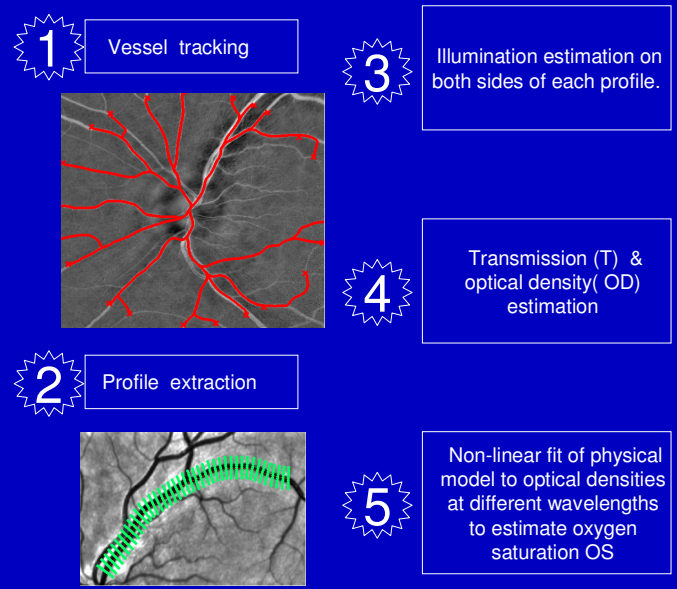 1
Vessel tracking
2
Profile extraction
3
Illumination estimation on
both sides of each profile.
4
Transmission (T) &
optical density( OD)
estimation
5
Non-linear fit of physical
model to optical densities
at different wavelengths
to estimate oxygen
saturation OS